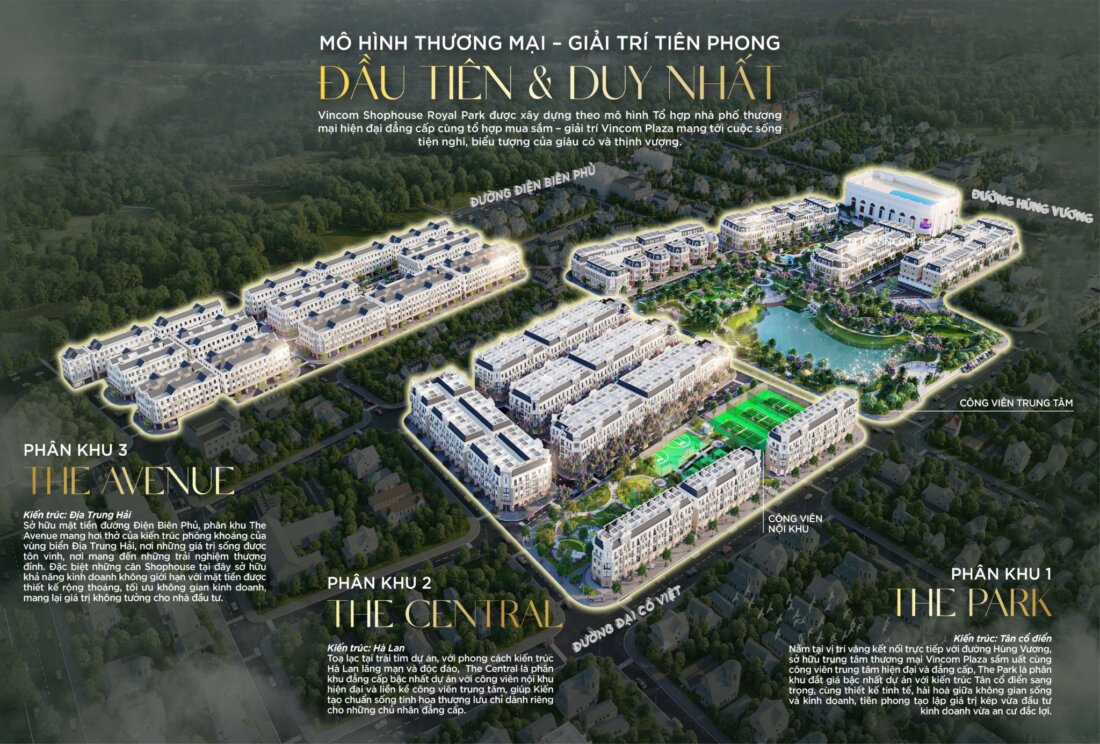 MÔ HÌNH THƯƠNG MẠI – GIẢI TRÍ TIÊN PHONG
ĐẦU TIÊN & DUY NHẤT
Vincom Shophouse Royal Park được xây dựng theo mô hình Tổ hợp nhà phố thương
mại hiện đại đẳng cấp cùng tổ hợp mua sắm – giải trí Vincom Plaza mang tới cuộc sống
tiện nghi, biểu tượng của giàu có và thịnh vượng.
ĐƯỜNG ĐIỆN BIÊN PHỦ
ĐƯỜNG HÙNG VƯƠNG
CÔNG VIÊN TRUNG TÂM
CÔNG VIÊN
NỘI KHU
ĐƯỜNG ĐẠI CỒ VIỆT
PHÂN KHU 3
THE AVENUE
Kiến trúc: Địa Trung Hải
Sở hữu mặt tiền đường Điện Biên Phủ, phân khu The
Avenue mang hơi thở của kiến trúc phóng khoáng của
vùng biển Địa Trung Hải, nơi những giá trị sống được
tôn vinh, nơi mang đến những trải nghiệm thượng
đỉnh. Đặc biệt những căn Shophouse tại đây sở hữu
khả năng kinh doanh không giới hạn với mặt tiền được
thiết kế rộng thoáng, tối ưu không gian kinh doanh,
mang lại giá trị không tưởng cho nhà đầu tư.
PHÂN KHU 2
THE CENTRAL
Kiến trúc: Hà Lan
Toạ lạc tại trái tim dự án, với phong cách kiến trúc
Hà Lan lãng mạn và độc đáo, The Central là phân
khu đẳng cấp bậc nhất dự án với công viên nội khu
hiện đại và liền kề công viên trung tâm, giúp Kiến
tạo chuẩn sống tinh hoa thượng lưu chỉ dành riêng
cho những chủ nhân đẳng cấp.
PHÂN KHU 1
THE PARK
Kiến trúc: Tân cổ điển
Nằm tại vị trí vàng kết nối trực tiếp với đường Hùng Vương,
sở hữu trung tâm thương mại Vincom Plaza sầm uất cùng
công viên trung tâm hiện đại và đẳng cấp, The Park là phân
khu đắt giá bậc nhất dự án với kiến trúc Tân cổ điển sang
trọng, cùng thiết kế tinh tế, hài hoà giữa không gian sống
và kinh doanh, tiên phong tạo lập giá trị kép vừa đầu tư
kinh doanh vừa an cư đắc lợi.